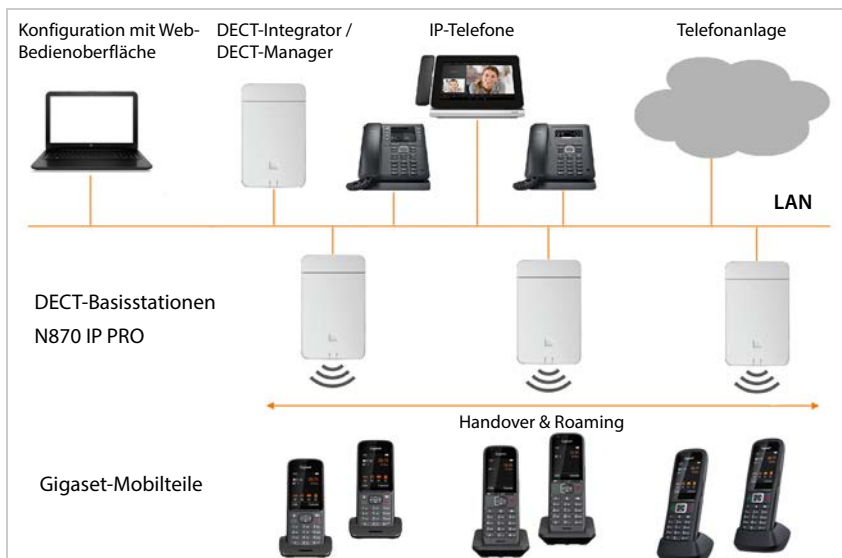 Konfiguration mit Web-
Bedienoberfläche
DECT-Integrator /
DECT-Manager
IP-Telefone
Telefonanlage
LAN
DECT-Basisstationen
N870 IP PRO
Handover & Roaming
Gigaset-Mobilteile